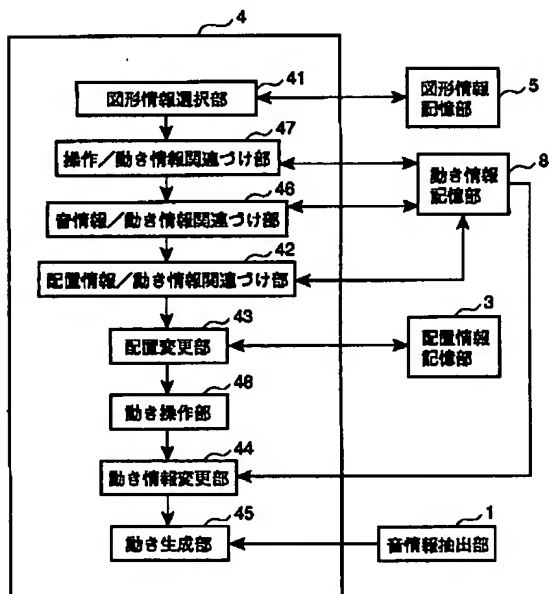 4
41
図形情報選択部
図形情報
記憶部
5
47
操作／動き情報関連づけ部
動き情報
記憶部
8
46
音情報／動き情報関連づけ部
42
配置情報／動き情報関連づけ部
43
配置変更部
3
配置情報
記憶部
48
動き操作部
44
動き情報変更部
45
動き生成部
1
音情報抽出部